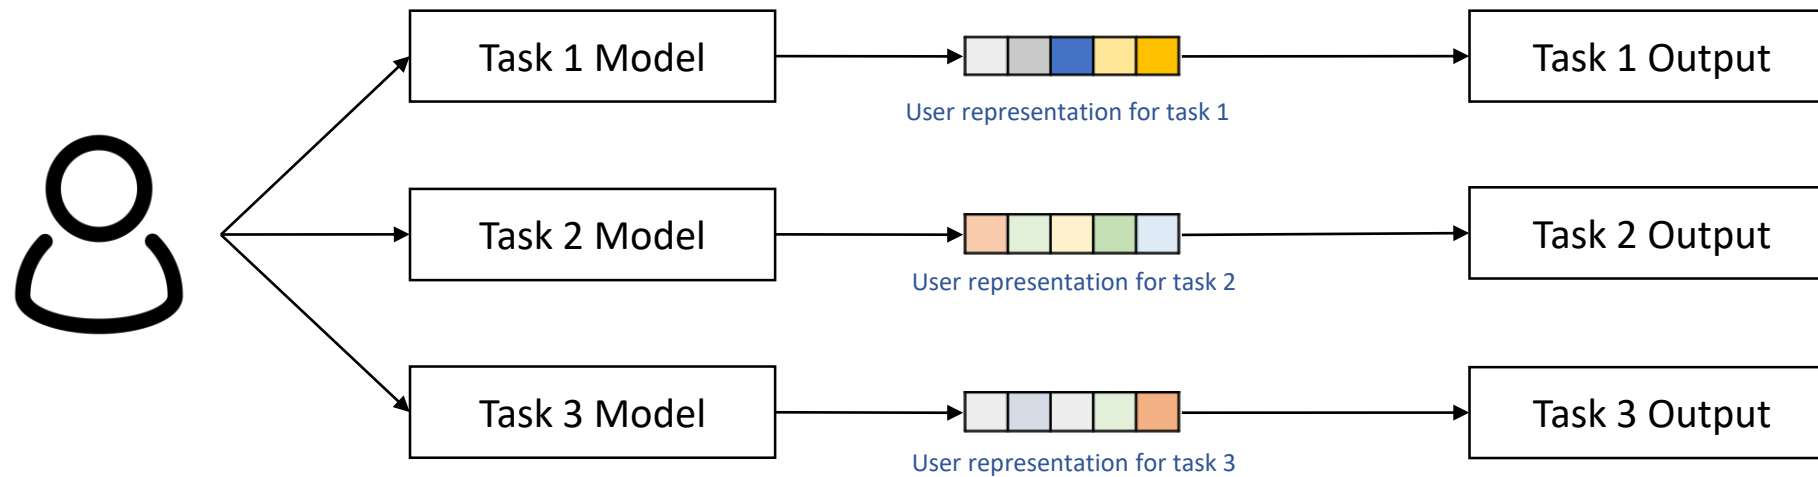 Task 1 Model
Task 1 Output
User representation for task 1
Task 2 Model
Task 2 Output
User representation for task 2
Task 3 Model
Task 3 Output
User representation for task 3